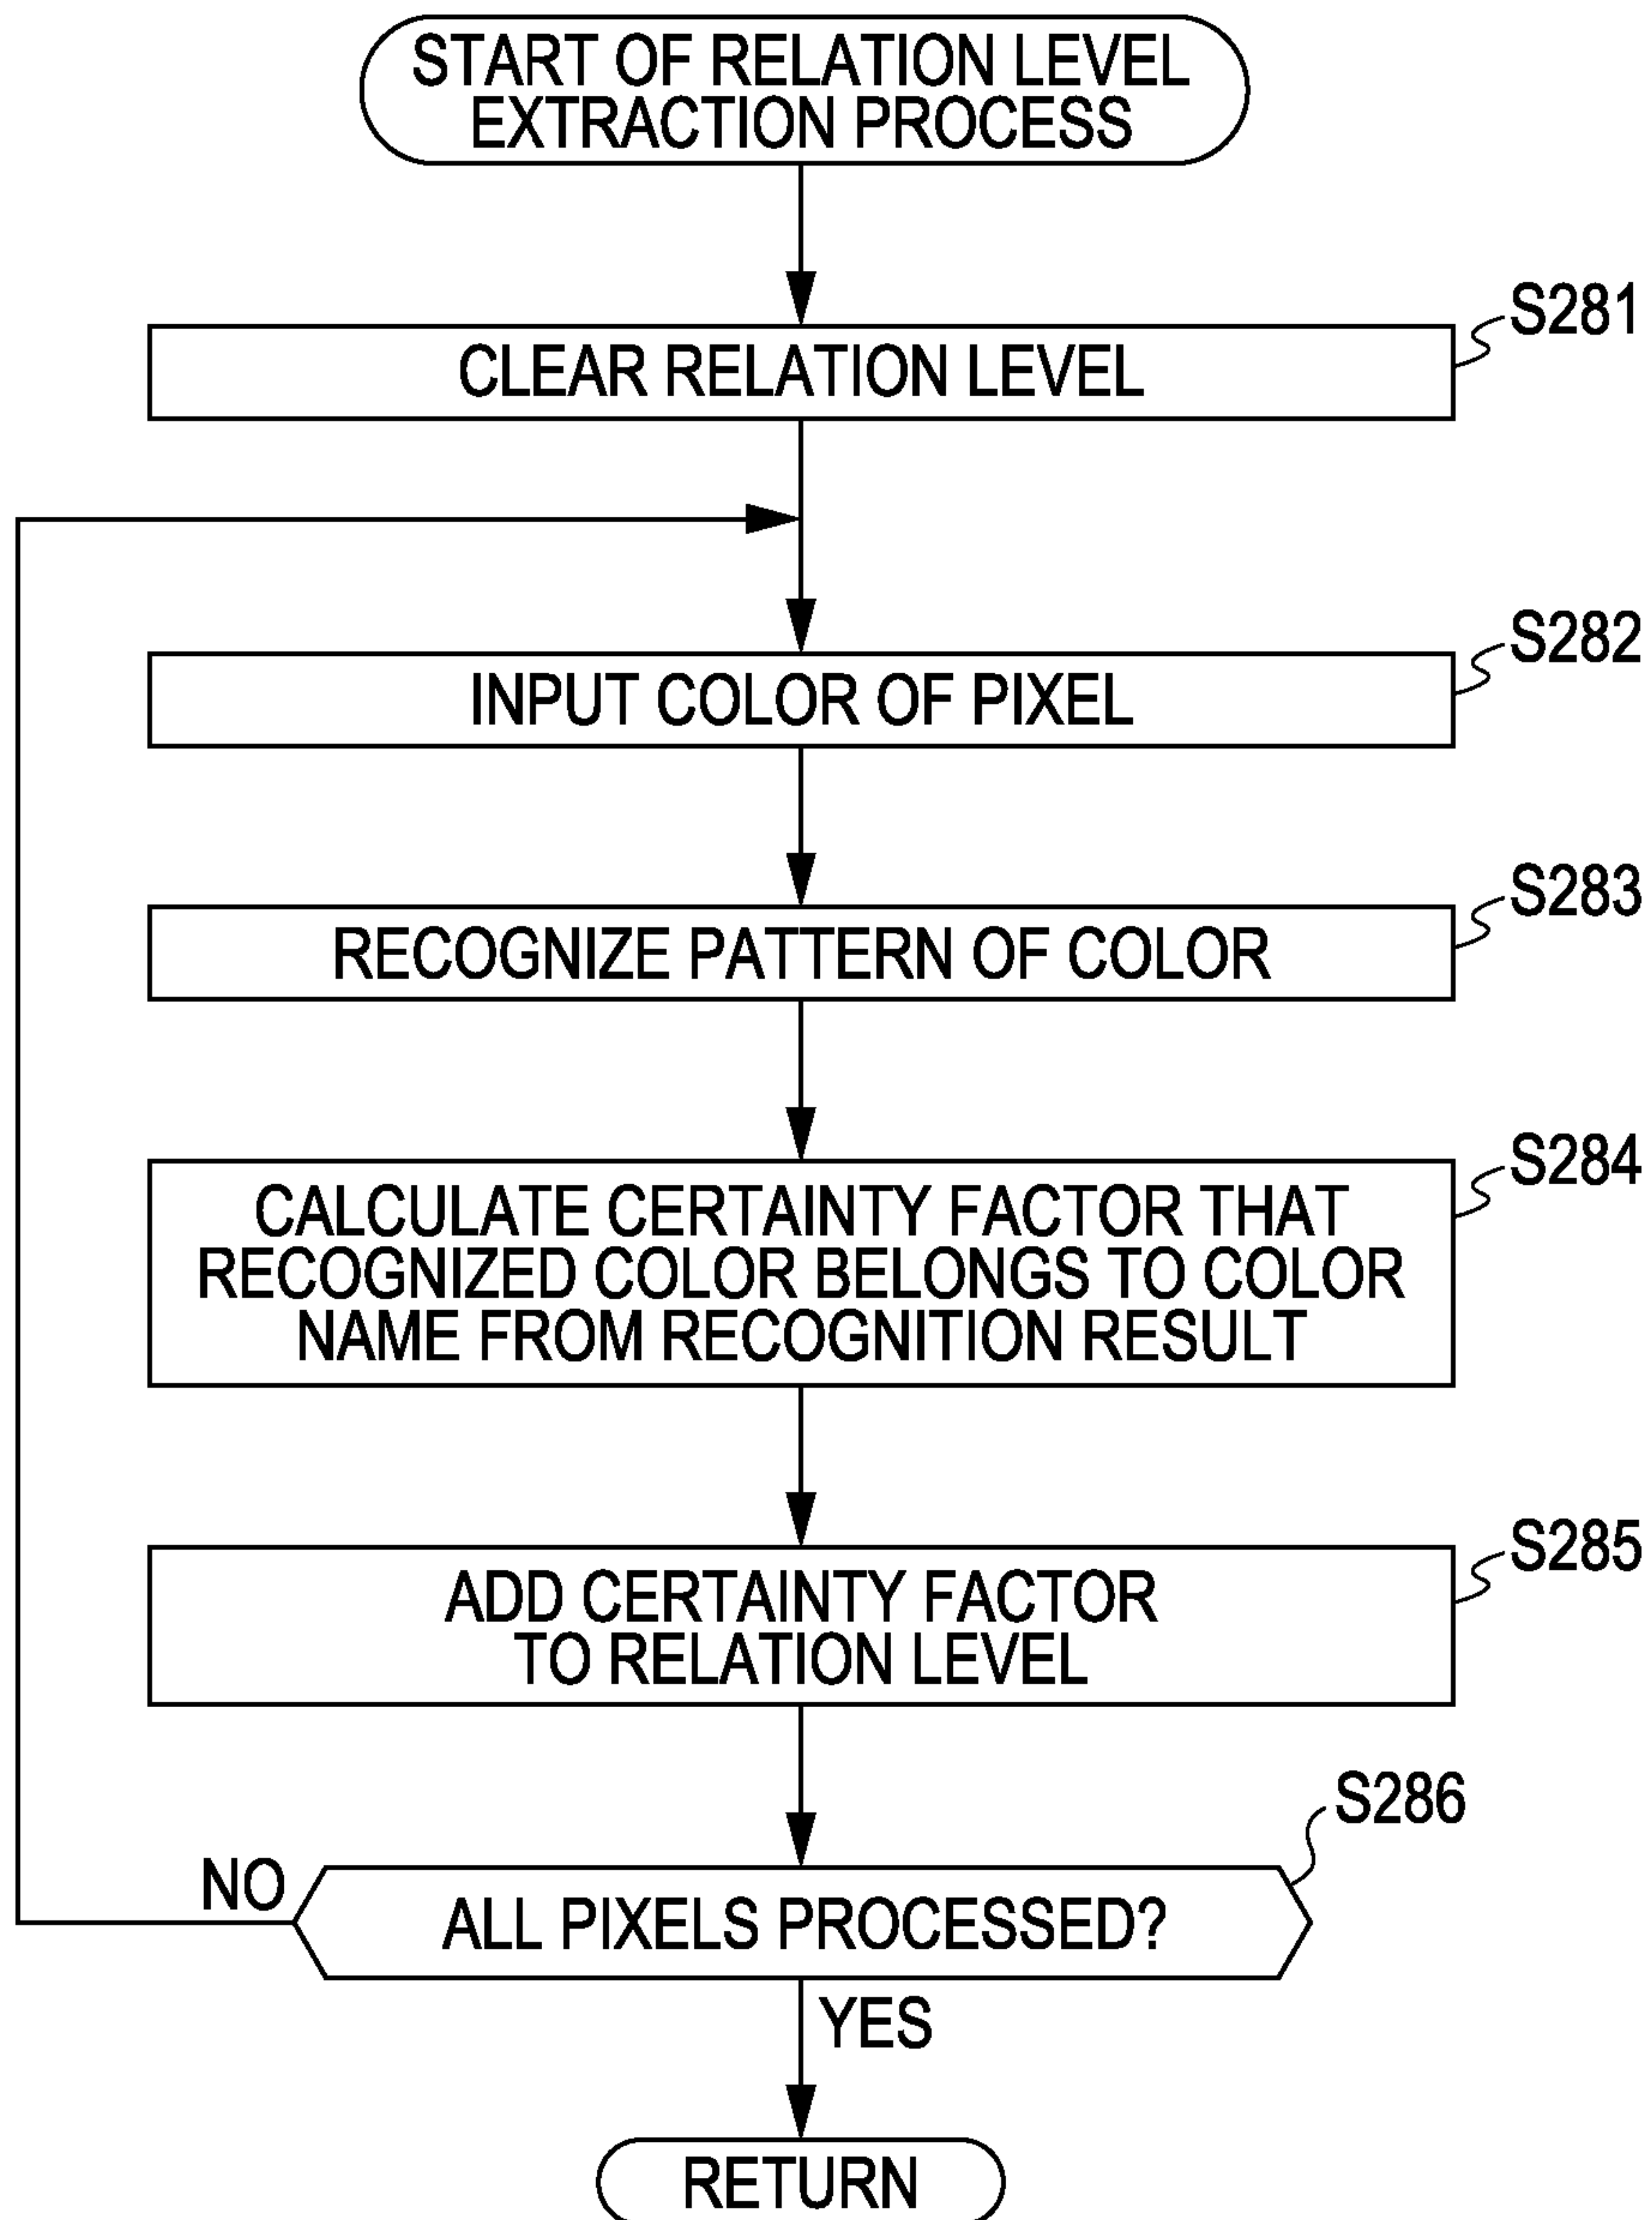 START OF RELATION LEVEL
EXTRACTION PROCESS
S281
CLEAR RELATION LEVEL
S282
INPUT COLOR OF PIXEL
S283
RECOGNIZE PATTERN OF COLOR
S284
CALCULATE CERTAINTY FACTOR THAT
RECOGNIZED COLOR BELONGS TO COLOR
NAME FROM RECOGNITION RESULT
S285
ADD CERTAINTY FACTOR
TO RELATION LEVEL
S286
NO
ALL PIXELS PROCESSED?
YES
RETURN